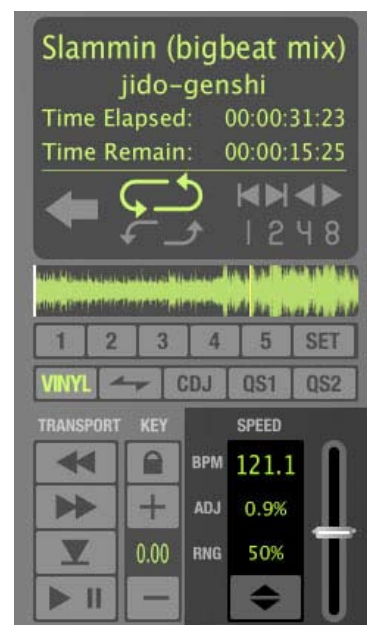 Slammin (bigbeat mix)
jido-genshi
Time Elapsed: 00:00:31:23
Time Remain: 00:00:15:25
1 2 4 8
1 2 3 4 5 SET
VINYL CDJ QS1 QS2
TRANSPORT KEY SPEED
BPM 121.1
ADJ 0.9%
0.00 RNG 50%